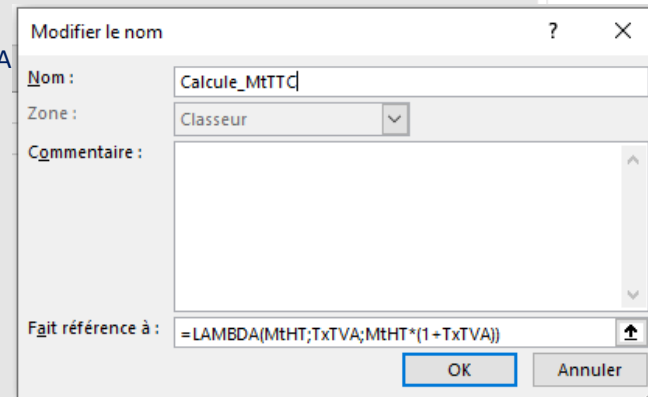 Modifier le nom
A
Nom :
Calcule_MtTTC
Zone :
Classeur
Commentaire :
Fait référence à :
=LAMBDA(MtHT;TxTVA;MtHT*(1+TxTVA))
OK
Annuler